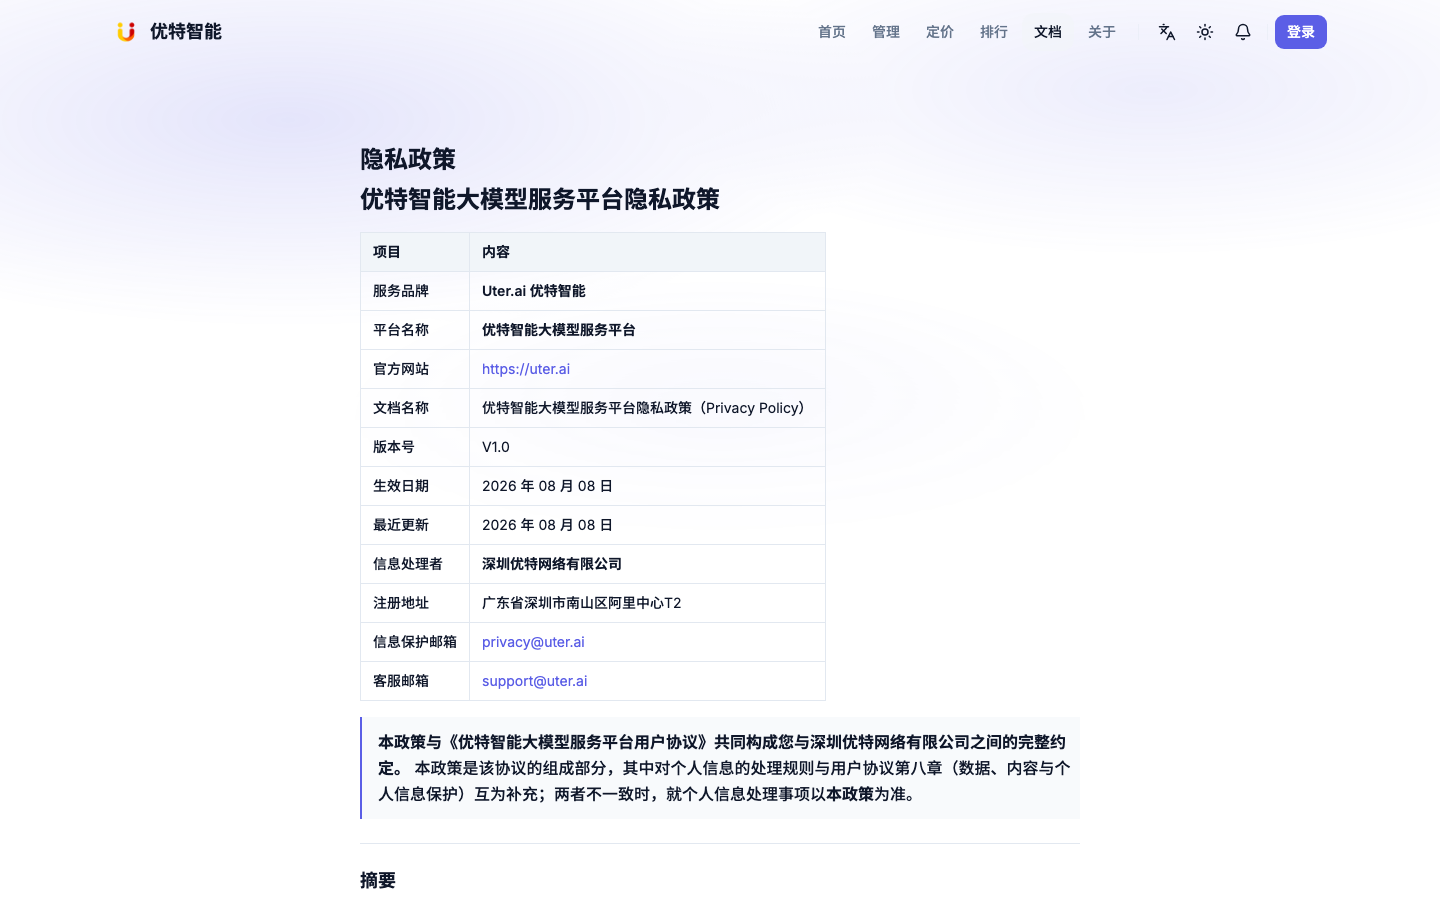 优特智能
首页 管理 定价 排行 文档 关于 登录
隐私政策
优特智能大模型服务平台隐私政策
项目 内容
服务品牌 Uter.ai 优特智能
平台名称 优特智能大模型服务平台
官方网站 https://uter.ai
文档名称 优特智能大模型服务平台隐私政策（Privacy Policy）
版本号 V1.0
生效日期 2026 年 08 月 08 日
最近更新 2026 年 08 月 08 日
信息处理者 深圳优特网络有限公司
注册地址 广东省深圳市南山区阿里中心T2
信息保护邮箱 privacy@uter.ai
客服邮箱 support@uter.ai
本政策与《优特智能大模型服务平台用户协议》共同构成您与深圳优特网络有限公司之间的完整约
定。 本政策是该协议的组成部分，其中对个人信息的处理规则与用户协议第八章（数据、内容与个
人信息保护）互为补充；两者不一致时，就个人信息处理事项以本政策为准。
摘要